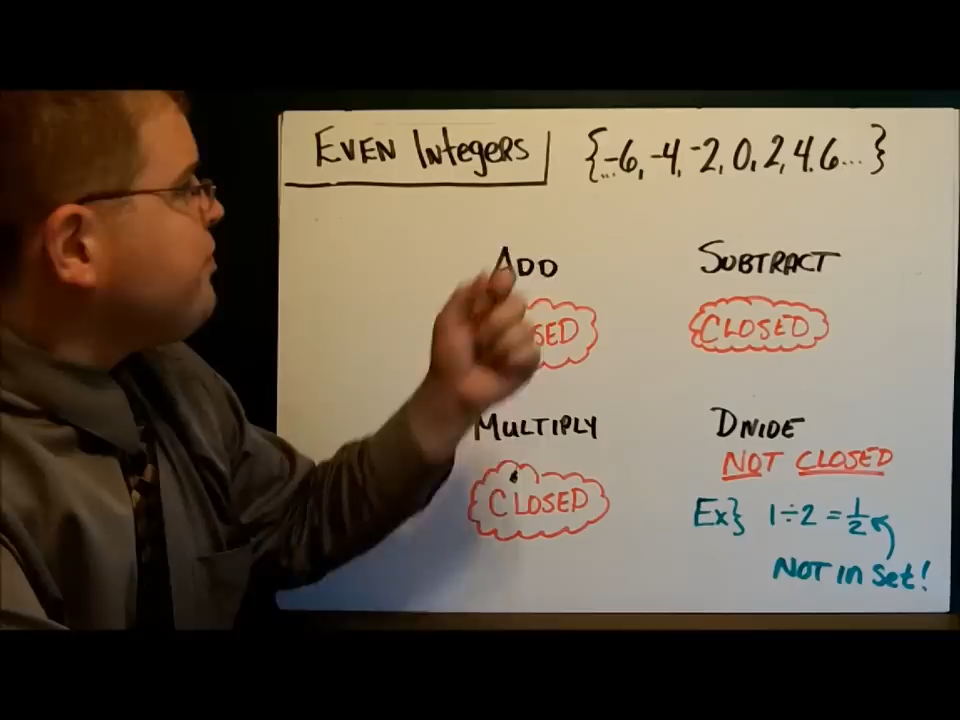 EVEN INTEGERS
{...-6, -4, -2, 0, 2, 4, 6...}
ADD
SUBTRACT
CLOSED
MULTIPLY
DIVIDE
NOT CLOSED
CLOSED
Ex} 1÷2 = 1/2
NOT in set!